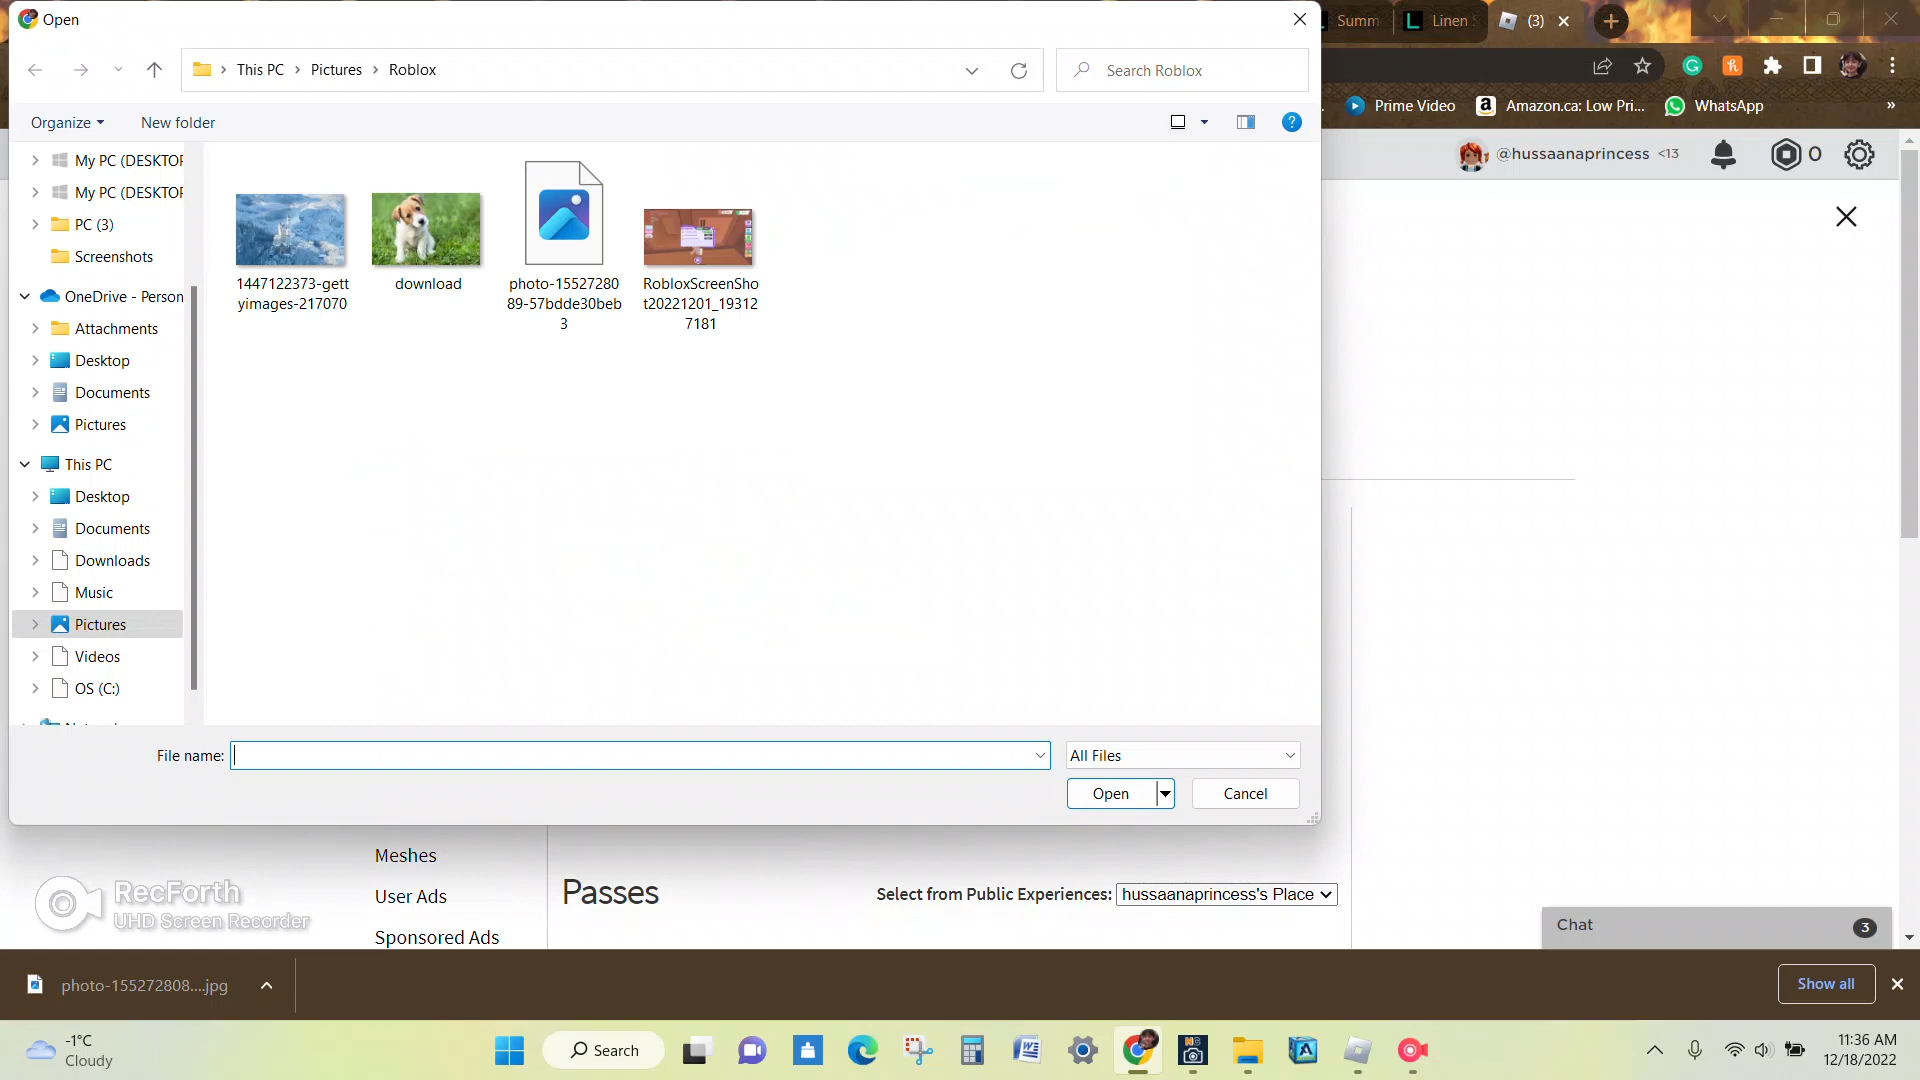 Open
Summ
Linen S
(3)
This PC
Pictures
Roblox
Search Roblox
Organize
New folder
Prime Video
Amazon.ca: Low Pri...
WhatsApp
»
@hussaanaprincess
<13
0
My PC (DESKTOP
My PC (DESKTOP
PC (3)
Screenshots
OneDrive - Person
Attachments
Desktop
Documents
Pictures
This PC
Desktop
Documents
Downloads
Music
Pictures
Videos
OS (C:)
1447122373-gett
yimages-217070
download
photo-15527280
89-57bdde30beb
3
RobloxScreenSho
t20221201_19312
7181
File name:
All Files
Open
Cancel
Meshes
User Ads
Sponsored Ads
Passes
Select from Public Experiences:
hussaanaprincess's Place
RecForth
UHD Screen Recorder
Chat
3
photo-155272808....jpg
Show all
-1°C
Cloudy
Search
11:36 AM
12/18/2022